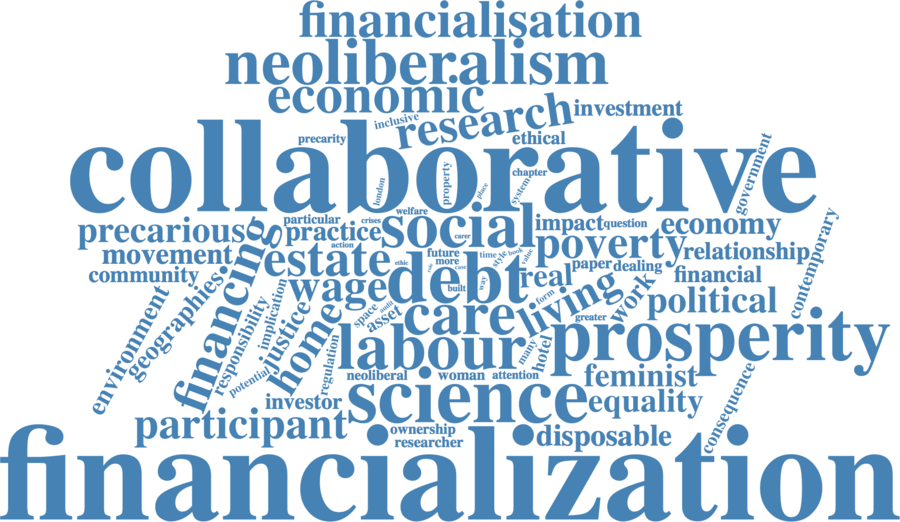 financialisation
neoliberalism
economic
research
investment
inclusive
precarity
ethical
collaborative
government
london
property
place
system
chapter
contemporary
precarious
particular
practice
crises
welfare
social
carer
impact
question
economy
movement
action
poverty
relationship
community
financing
estate
ethic
future
more
time
style
book
value
real
paper
dealing
financial
environment
geographies
responsibility
implication
justice
wage
debt
built
way
case
living
work
political
home
space
audit
asset
care
form
greater
labour
many
hotel
prosperity
potential
regulation
neoliberal
woman
attention
feminist
consequence
investor
science
equality
participant
ownership
researcher
disposable
financialization